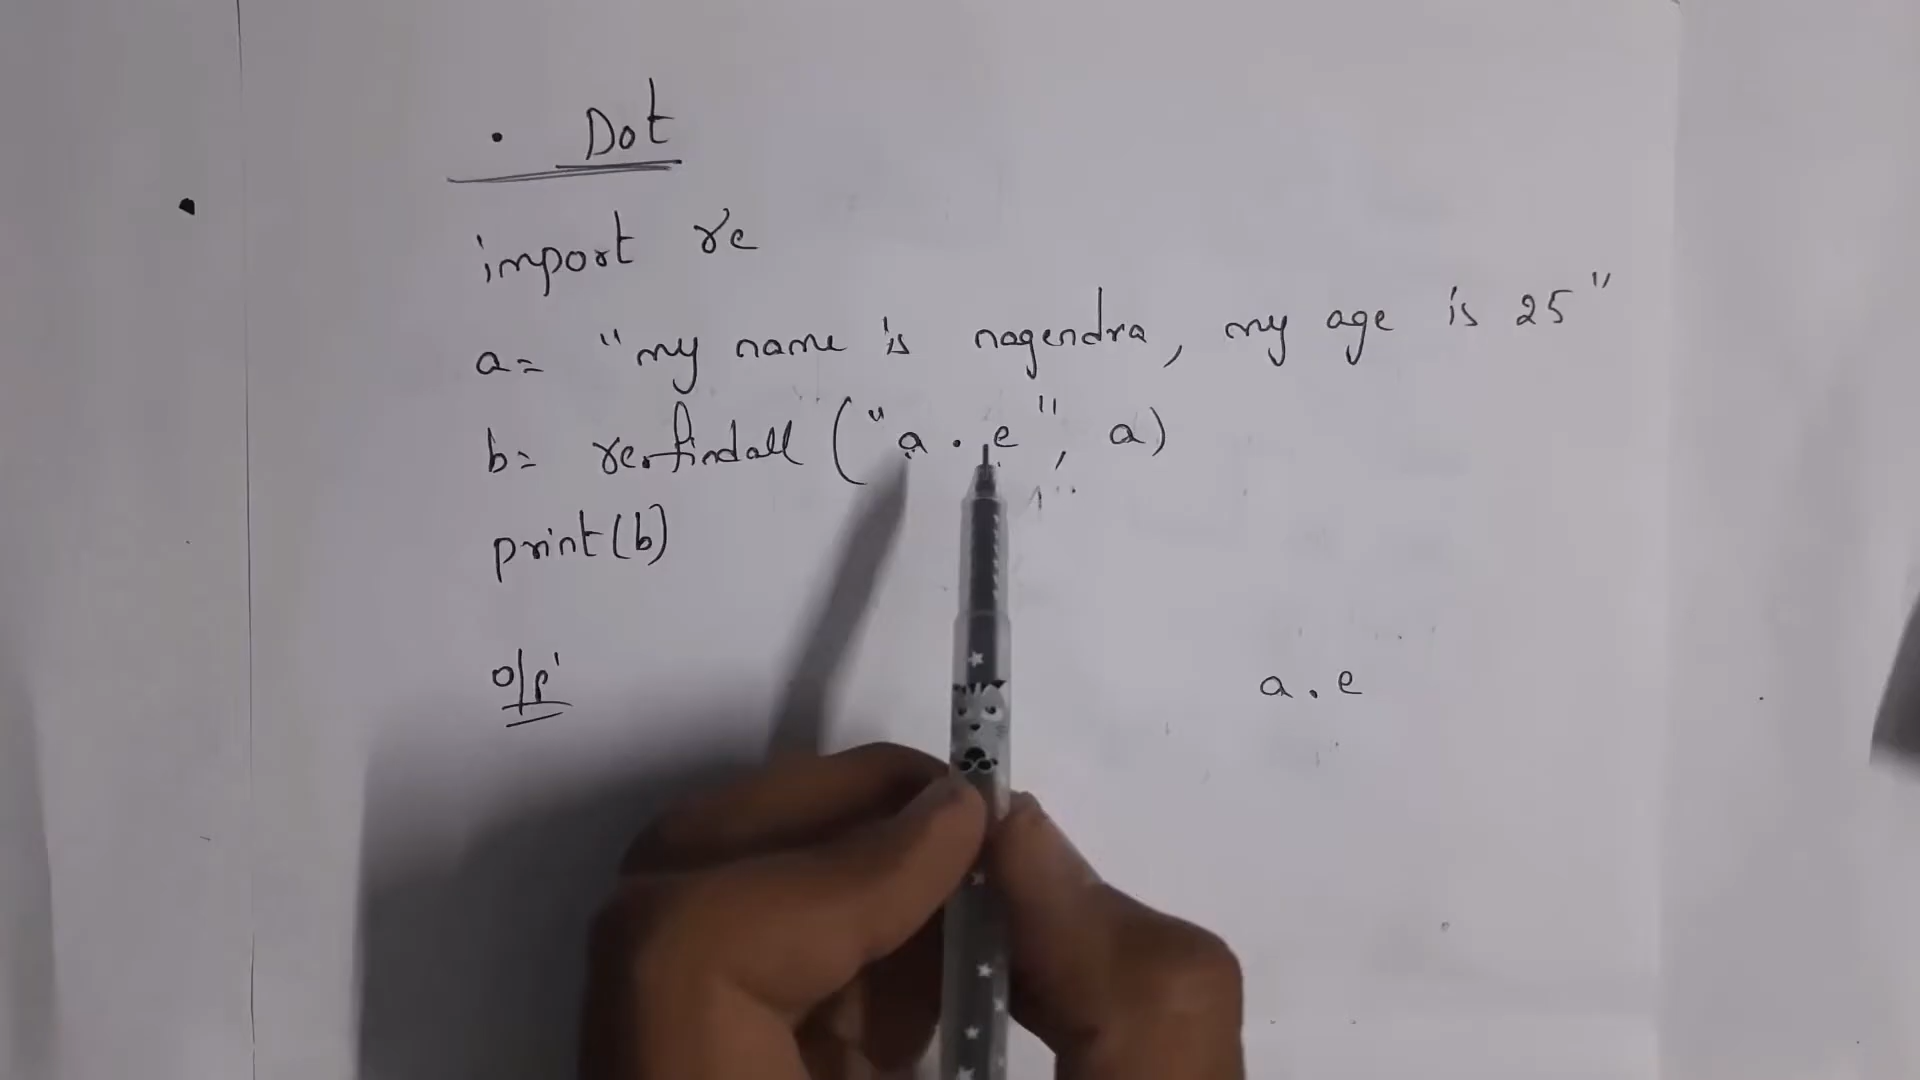 . Dot
import re
a= "my name is nagendra, my age is 25"
b= re.findall ("a.e", a)
print(b)
o/p
a.e